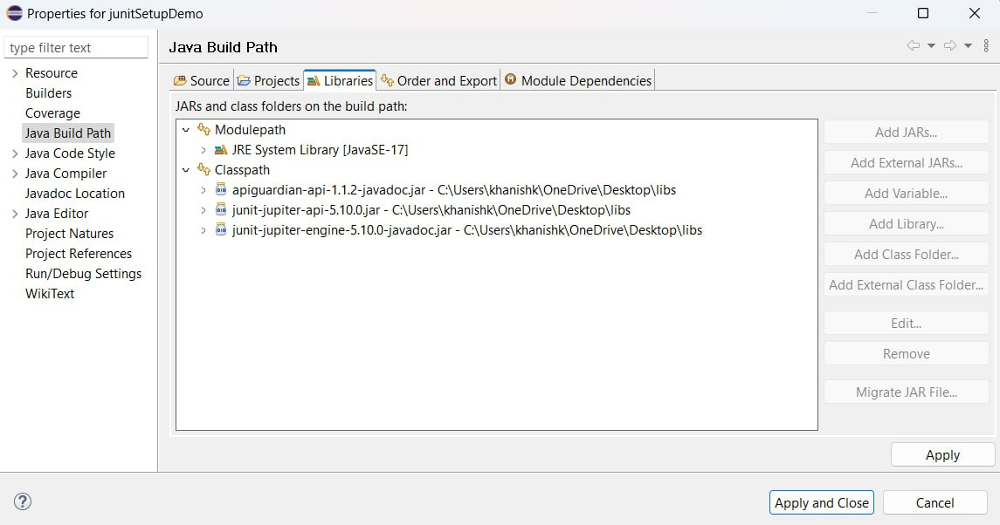 Properties for junitSetupDemo
type filter text
Resource
Builders
Coverage
Java Build Path
Java Code Style
Java Compiler
Javadoc Location
Java Editor
Project Natures
Project References
Run/Debug Settings
WikiText
Java Build Path
Source Projects Libraries Order and Export Module Dependencies
JARs and class folders on the build path:
Modulepath
JRE System Library [JavaSE-17]
Classpath
apiguardian-api-1.1.2-javadoc.jar - C:\Users\khanishk\OneDrive\Desktop\libs
junit-jupiter-api-5.10.0.jar - C:\Users\khanishk\OneDrive\Desktop\libs
junit-jupiter-engine-5.10.0-javadoc.jar - C:\Users\khanishk\OneDrive\Desktop\libs
Add JARs...
Add External JARs...
Add Variable...
Add Library...
Add Class Folder...
Add External Class Folder...
Edit...
Remove
Migrate JAR File...
Apply
Apply and Close
Cancel